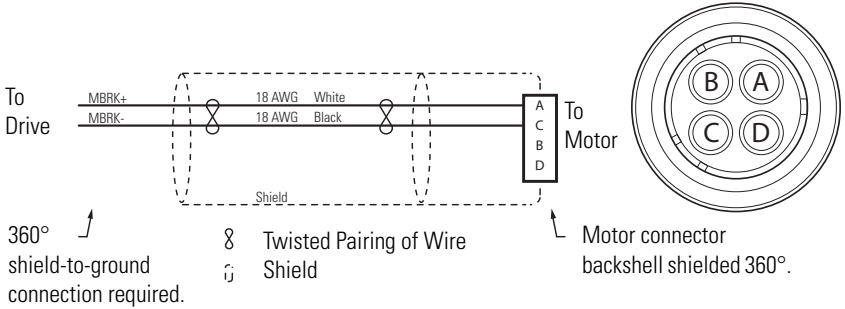 To
Drive
MBRK+
18 AWG
White
MBRK-
18 AWG
Black
Shield
A
C
B
D
To
Motor
B
A
C
D
360°
shield-to-ground
connection required.
Twisted Pairing of Wire
Shield
Motor connector
backshell shielded 360°.